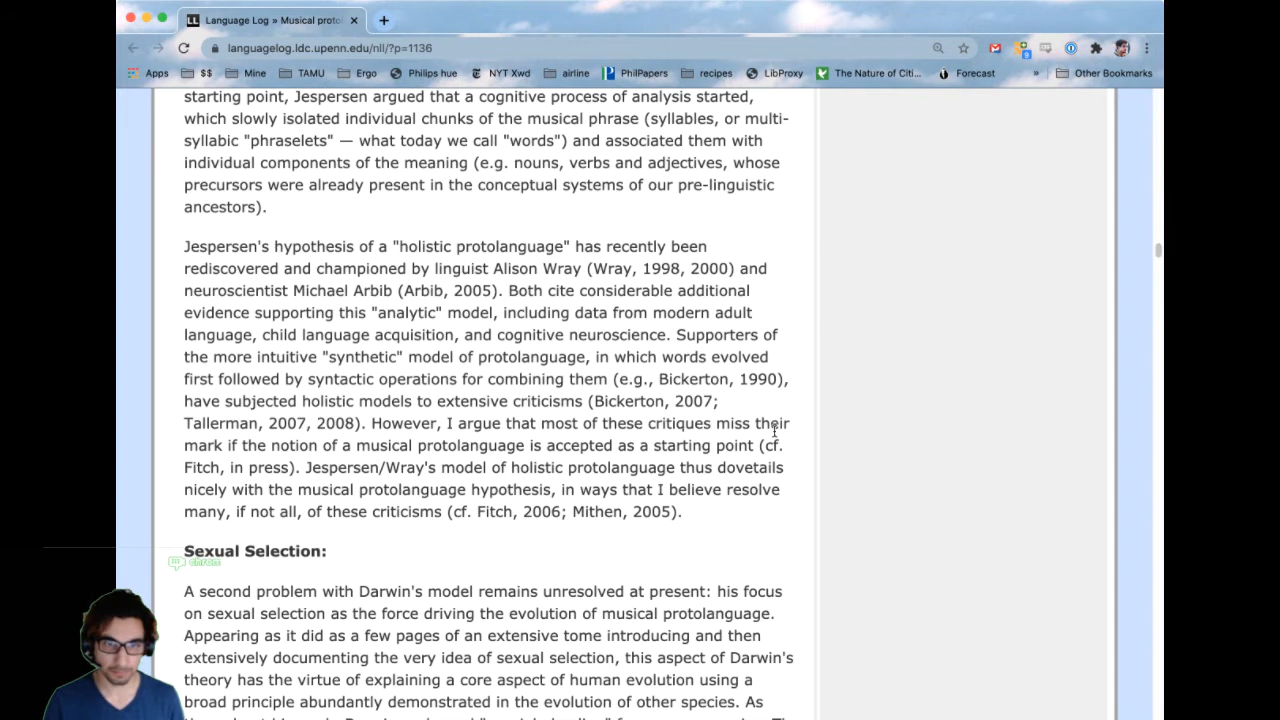 Language Log » Musical proto
languagelog.ldc.upenn.edu/nll/?p=1136
Apps $$ Mine TAMU Ergo Philips hue NYT Xwd airline PhilPapers recipes LibProxy The Nature of Citi... Forecast » Other Bookmarks
starting point, Jespersen argued that a cognitive process of analysis started,
which slowly isolated individual chunks of the musical phrase (syllables, or multi-
syllabic "phraselets" — what today we call "words") and associated them with
individual components of the meaning (e.g. nouns, verbs and adjectives, whose
precursors were already present in the conceptual systems of our pre-linguistic
ancestors).
Jespersen's hypothesis of a "holistic protolanguage" has recently been
rediscovered and championed by linguist Alison Wray (Wray, 1998, 2000) and
neuroscientist Michael Arbib (Arbib, 2005). Both cite considerable additional
evidence supporting this "analytic" model, including data from modern adult
language, child language acquisition, and cognitive neuroscience. Supporters of
the more intuitive "synthetic" model of protolanguage, in which words evolved
first followed by syntactic operations for combining them (e.g., Bickerton, 1990),
have subjected holistic models to extensive criticisms (Bickerton, 2007;
Tallerman, 2007, 2008). However, I argue that most of these critiques miss their
mark if the notion of a musical protolanguage is accepted as a starting point (cf.
Fitch, in press). Jespersen/Wray's model of holistic protolanguage thus dovetails
nicely with the musical protolanguage hypothesis, in ways that I believe resolve
many, if not all, of these criticisms (cf. Fitch, 2006; Mithen, 2005).
Sexual Selection:
chrom
A second problem with Darwin's model remains unresolved at present: his focus
on sexual selection as the force driving the evolution of musical protolanguage.
Appearing as it did as a few pages of an extensive tome introducing and then
extensively documenting the very idea of sexual selection, this aspect of Darwin's
theory has the virtue of explaining a core aspect of human evolution using a
broad principle abundantly demonstrated in the evolution of other species. As